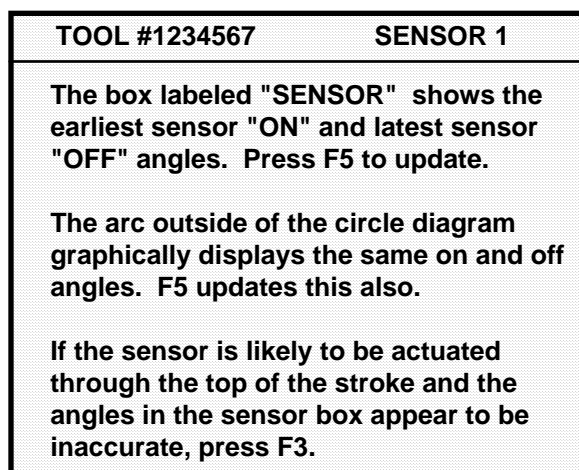 TOOL #1234567 SENSOR 1
The box labeled "SENSOR" shows the
earliest sensor "ON" and latest sensor
"OFF" angles. Press F5 to update.
The arc outside of the circle diagram
graphically displays the same on and off
angles. F5 updates this also.
If the sensor is likely to be actuated
through the top of the stroke and the
angles in the sensor box appear to be
inaccurate, press F3.